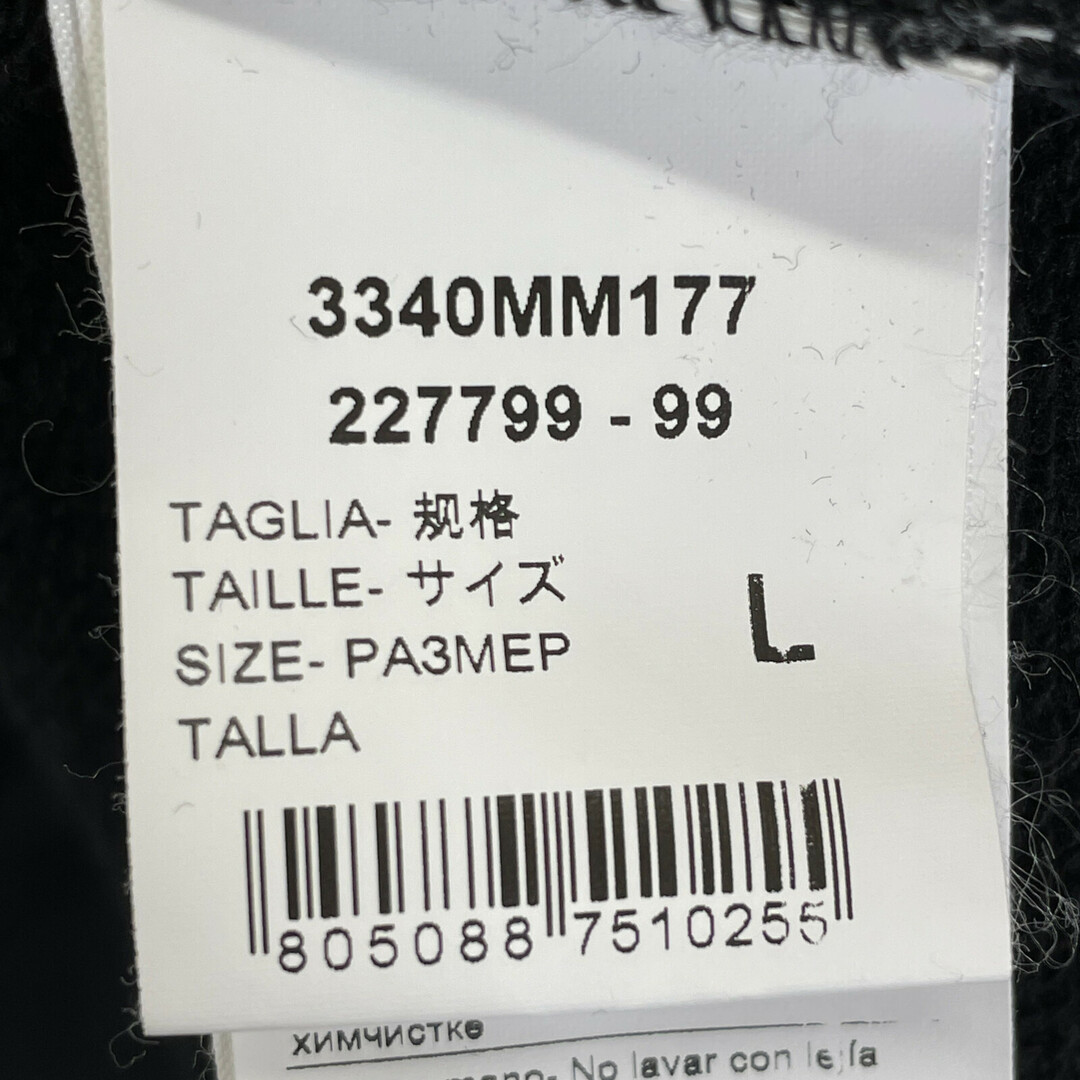 3340MM177
227799 - 99
TAGLIA- 规格
TAILLE- サイズ
SIZE- РАЗМЕР
TALLA
L
805088 7510255
химчистке
No lavar con lejía